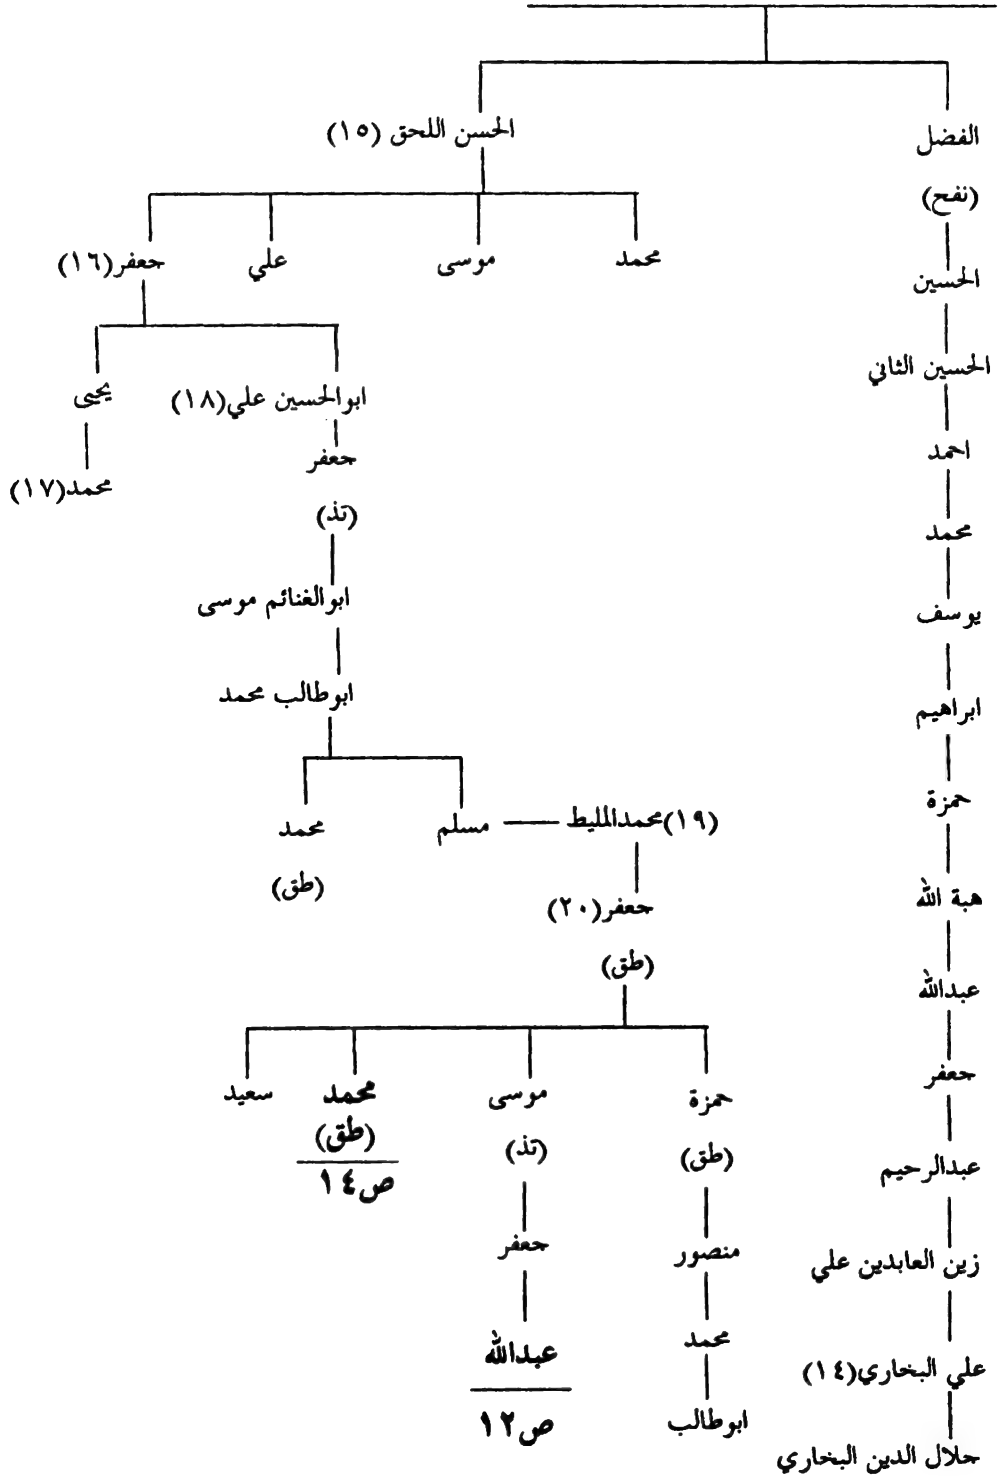 الفضل
(نفح)
الحسين
الحسين الثاني
احمد
محمد
يوسف
ابراهيم
حمزة
هبة الله
عبدالله
جعفر
عبدالرحيم
زين العابدين علي
علي البخاري(١٤)
جلال الدين البخاري
الحسن اللحق (١٥)
محمد
موسى
علي
جعفر(١٦)
ابوالحسين علي(١٨)
يحيى
محمد(١٧)
جعفر
(تذ)
ابوالغنائم موسى
ابوطالب محمد
محمدالمليط(١٩)
مسلم
محمد
(طق)
جعفر(٢٠)
(طق)
حمزة
(طق)
منصور
محمد
ابوطالب
موسى
(تذ)
جعفر
عبدالله
ص١٢
محمد
(طق)
ص١٤
سعيد